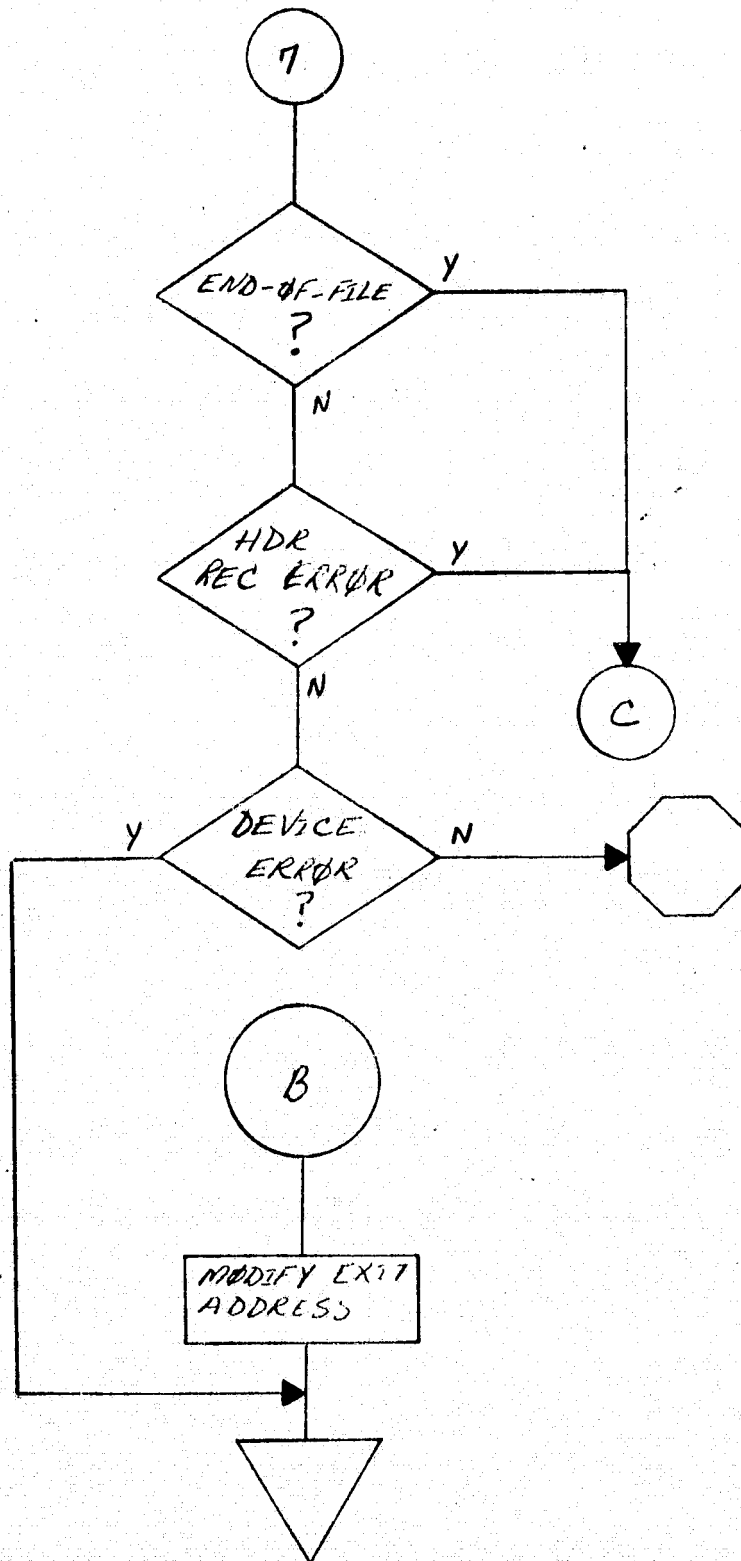 7
END-ØF-FILE
?
Y
N
HDR
REC ERRØR
?
Y
N
C
DEVICE
ERRØR
?
Y
N
B
MØDIFY EXIT
ADDRESS